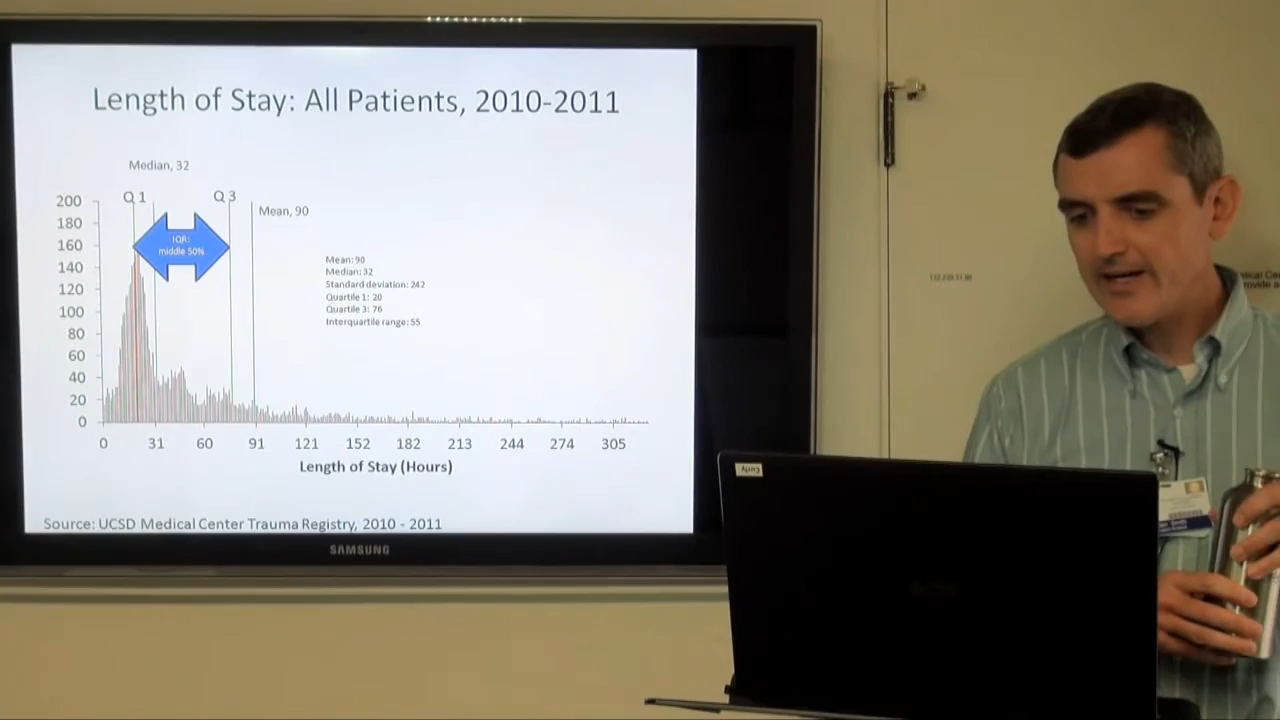 Length of Stay: All Patients, 2010-2011
Median, 32
Q1
Q3
Mean, 90
200
180
160
140
120
100
80
60
40
20
0
IQR:
middle 50%
Mean: 90
Median: 32
Standard deviation: 242
Quartile 1: 20
Quartile 3: 76
Interquartile range: 55
0 31 60 91 121 152 182 213 244 274 305
Length of Stay (Hours)
Source: UCSD Medical Center Trauma Registry, 2010 - 2011
SAMSUNG
Curly